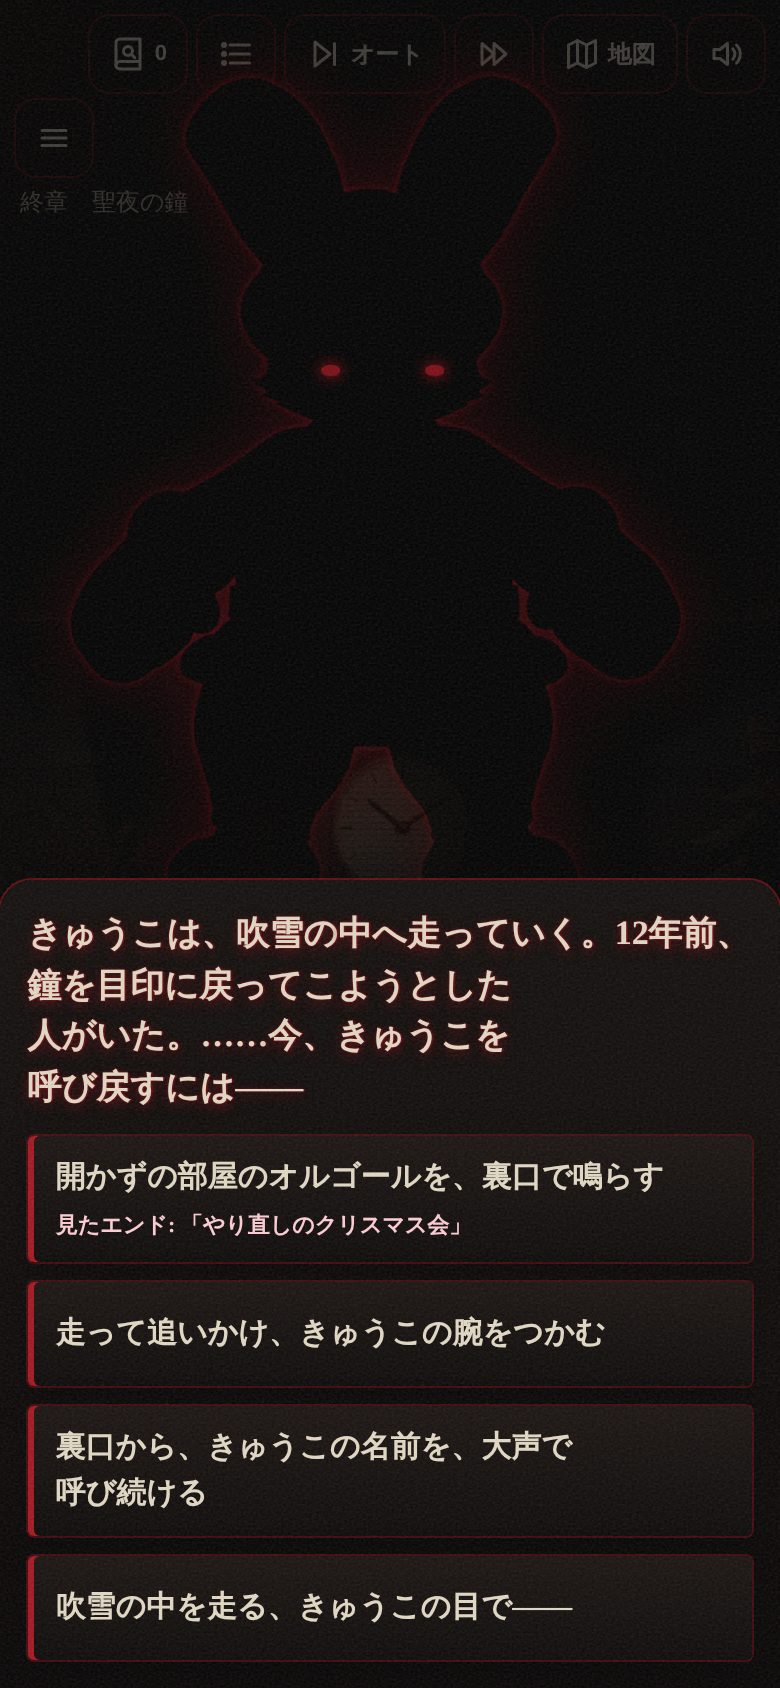 0
オート
地図
終章　聖夜の鐘
きゅうこは、吹雪の中へ走っていく。12年前、
鐘を目印に戻ってこようとした
人がいた。……今、きゅうこを
呼び戻すには――
開かずの部屋のオルゴールを、裏口で鳴らす
見たエンド: 「やり直しのクリスマス会」
走って追いかけ、きゅうこの腕をつかむ
裏口から、きゅうこの名前を、大声で
呼び続ける
吹雪の中を走る、きゅうこの目で――